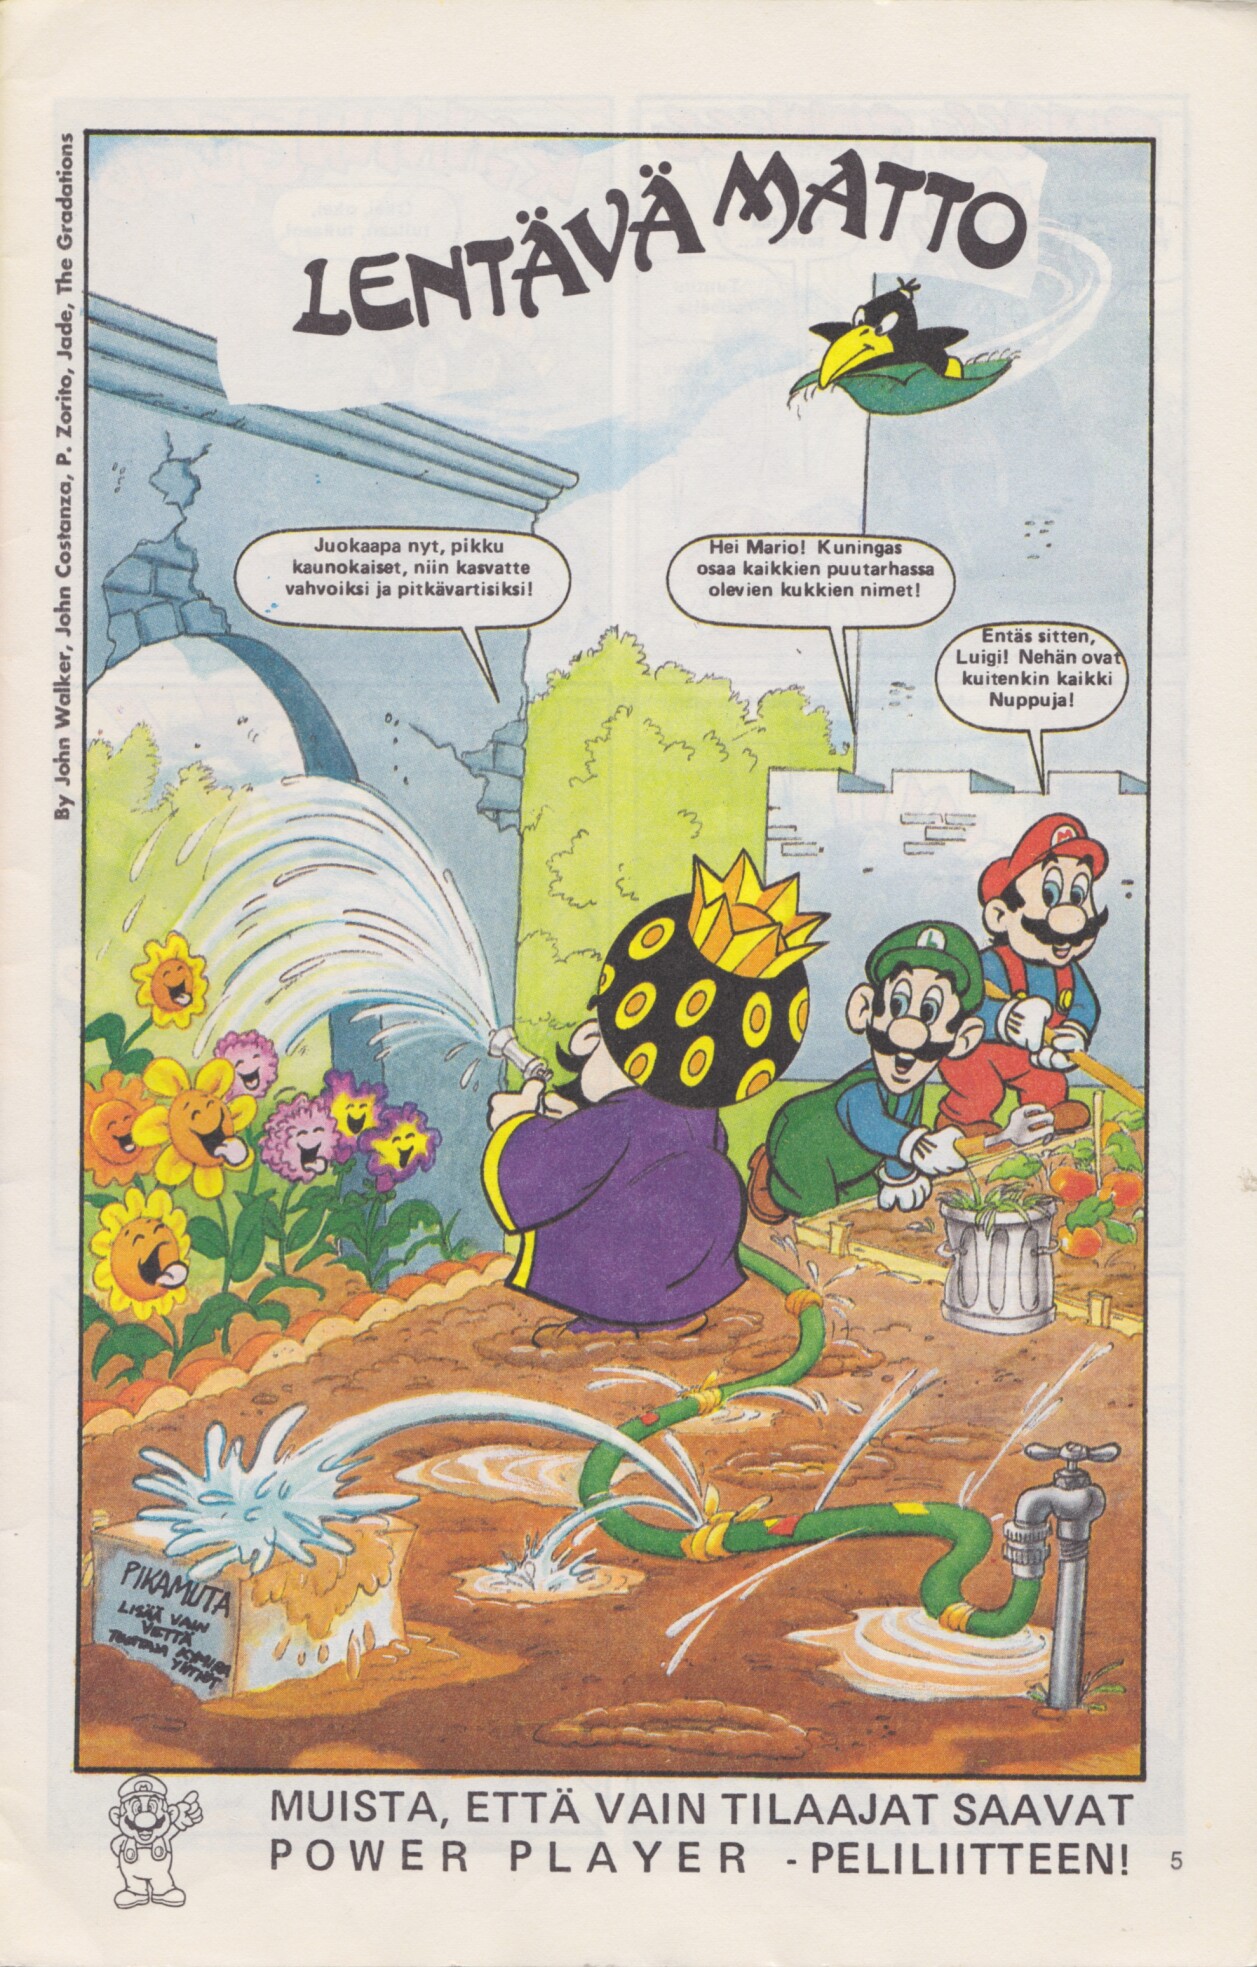 By John Walker, John Costanza, P. Zorito, Jade, The Gradations
LENTÄVÄ MATTO
Juokaapa nyt, pikku
kaunokaiset, niin kasvatte
vahvoiksi ja pitkävartisiksi!
Hei Mario! Kuningas
osaa kaikkien puutarhassa
olevien kukkien nimet!
Entäs sitten,
Luigi! Nehän ovat
kuitenkin kaikki
Nuppuja!
M
L
PIKAMUTA
LISÄÄ VAIN
VETTÄ
MUISTA, ETTÄ VAIN TILAAJAT SAAVAT
POWER PLAYER - PELILIITTEEN!
5